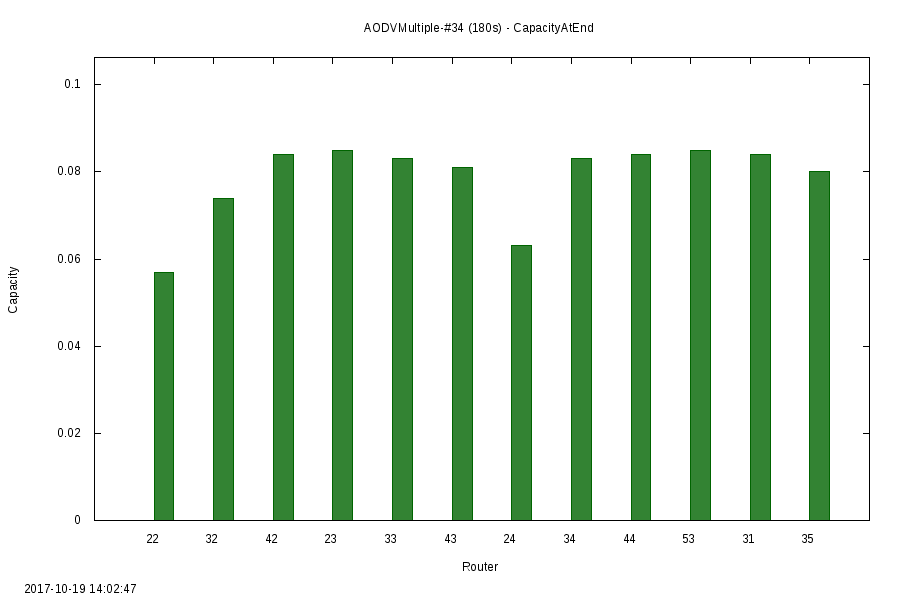 AODVMultiple-#34 (180s) - CapacityAtEnd
0.1
0.08
0.06
0.04
0.02
0
Capacity
22 32 42 23 33 43 24 34 44 53 31 35
Router
2017-10-19 14:02:47